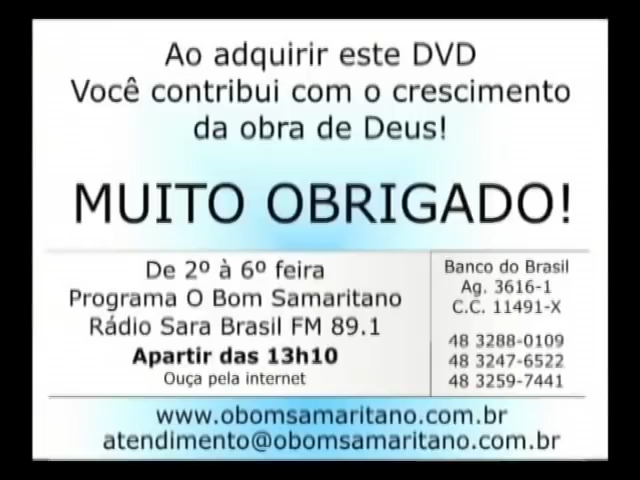 Ao adquirir este DVD
Você contribui com o crescimento
da obra de Deus!
MUITO OBRIGADO!
De 2º à 6º feira
Programa O Bom Samaritano
Rádio Sara Brasil FM 89.1
Apartir das 13h10
Ouça pela internet
Banco do Brasil
Ag. 3616-1
C.C. 11491-X
48 3288-0109
48 3247-6522
48 3259-7441
www.obomsamaritano.com.br
atendimento@obomsamaritano.com.br